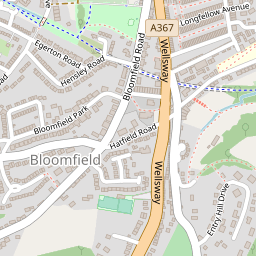 A367
Longfellow Avenue
Egerton Road
Hensley Road
Bloomfield Road
Wellsway
Bloomfield Park
Hatfield Road
Bloomfield
Wellsway
Entry Hill Drive